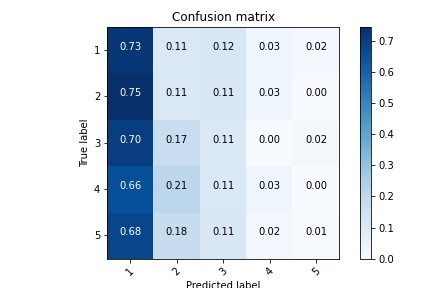 Confusion matrix
1 0.73 0.11 0.12 0.03 0.02 0.7
2 0.75 0.11 0.11 0.03 0.00 0.6
0.5
True label
3 0.70 0.17 0.11 0.00 0.02 0.4
0.3
4 0.66 0.21 0.11 0.03 0.00 0.2
5 0.68 0.18 0.11 0.02 0.01 0.1
0.0
1 2 3 4 5
Predicted label